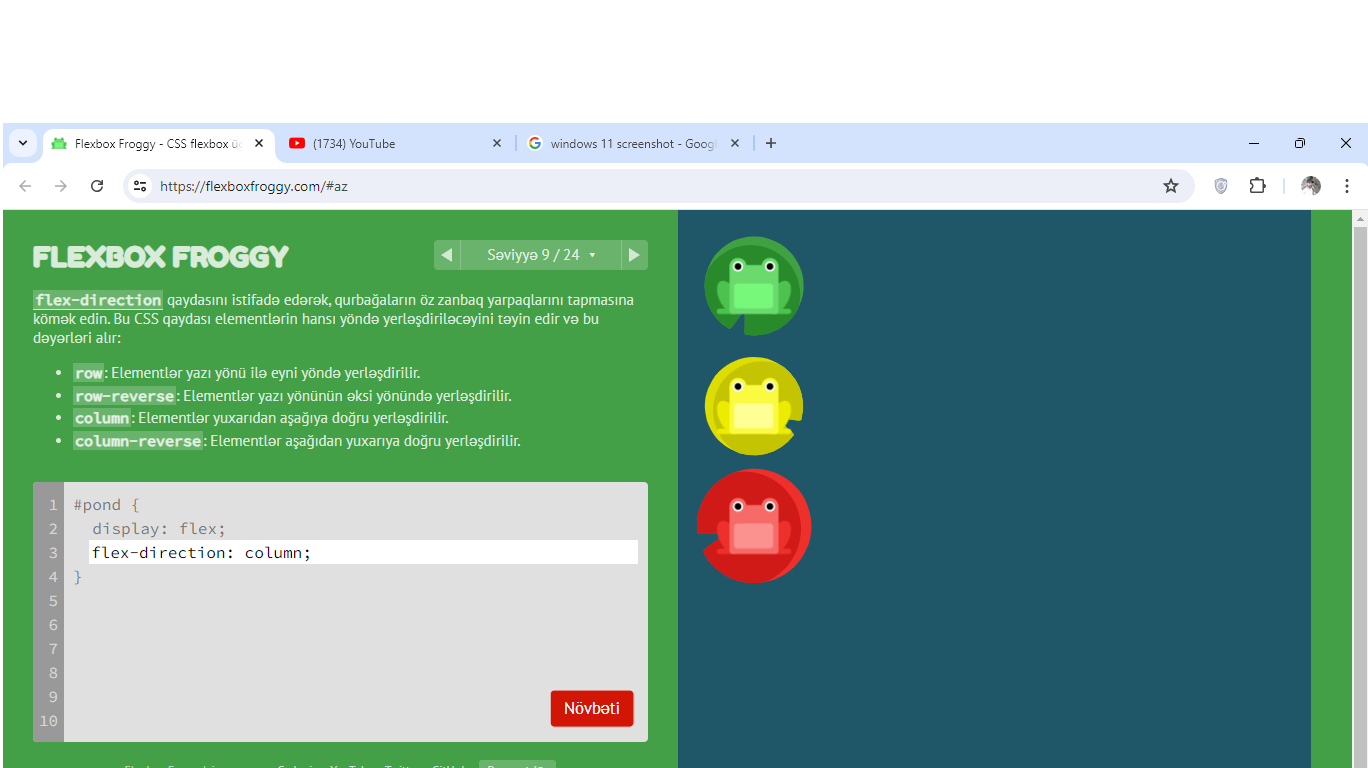 Flexbox Froggy - CSS flexbox üç
(1734) YouTube
windows 11 screenshot - Googl
https://flexboxfroggy.com/#az
FLEXBOX FROGGY
Səviyyə 9 / 24
flex-direction qaydasını istifadə edərək, qurbağaların öz zanbaq yarpaqlarını tapmasına
kömək edin. Bu CSS qaydası elementlərin hansı yöndə yerləşdiriləcəyini təyin edir və bu
dəyərləri alır:
row: Elementlər yazı yönü ilə eyni yöndə yerləşdirilir.
row-reverse: Elementlər yazı yönünün əksi yönündə yerləşdirilir.
column: Elementlər yuxarıdan aşağıya doğru yerləşdirilir.
column-reverse: Elementlər aşağıdan yuxarıya doğru yerləşdirilir.
1 #pond {
2 display: flex;
3 flex-direction: column;
4 }
5
6
7
8
9
10
Növbəti